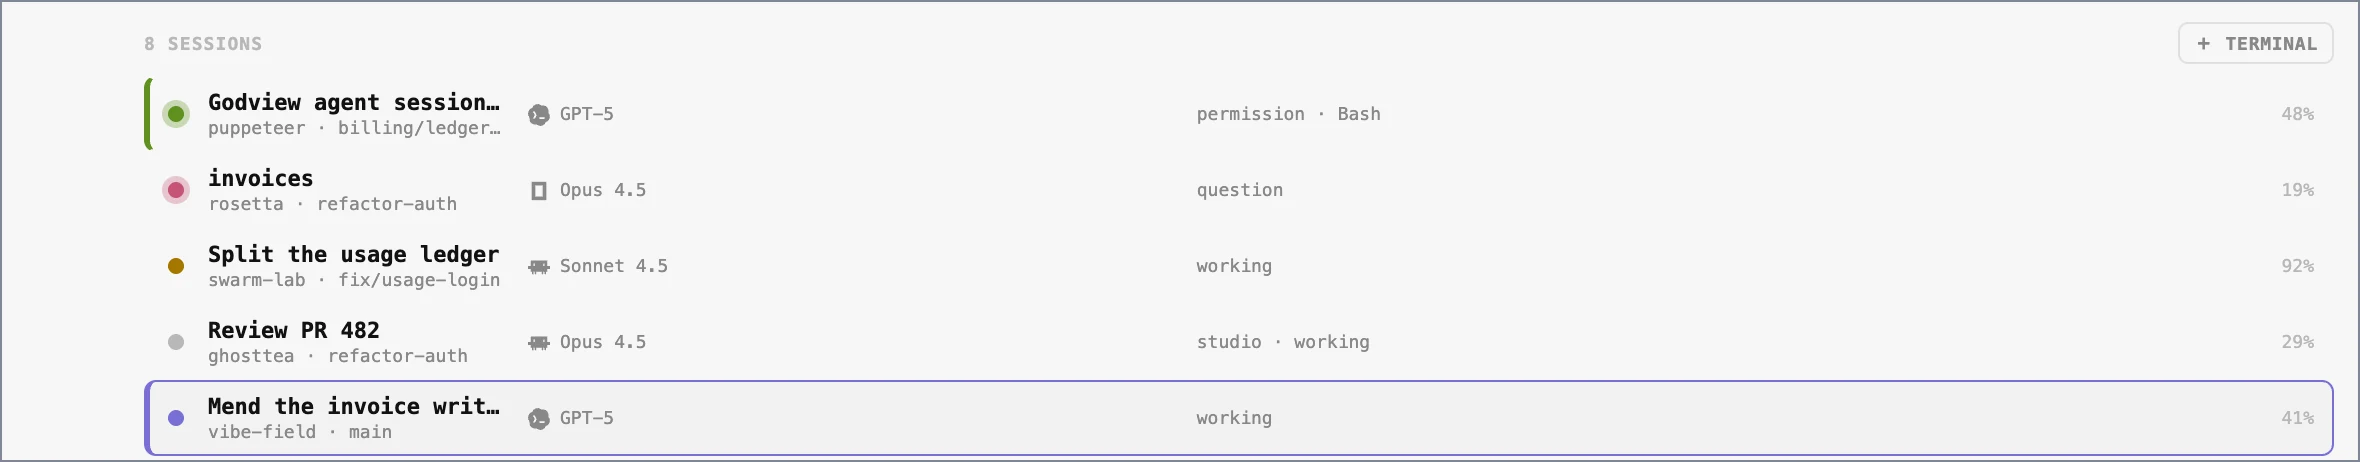 8 SESSIONS
+ TERMINAL
Godview agent session…
puppeteer · billing/ledger…
GPT-5
permission · Bash
48%
invoices
rosetta · refactor-auth
Opus 4.5
question
19%
Split the usage ledger
swarm-lab · fix/usage-login
Sonnet 4.5
working
92%
Review PR 482
ghosttea · refactor-auth
Opus 4.5
studio · working
29%
Mend the invoice writ…
vibe-field · main
GPT-5
working
41%